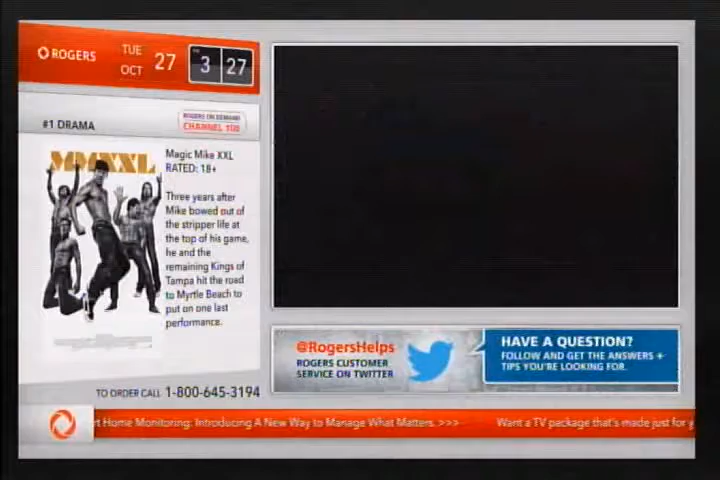 ROGERS
TUE
OCT
27
PM
3 27
#1 DRAMA
ROGERS ON DEMAND
CHANNEL 100
MMXXL
Magic Mike XXL
RATED: 18+
Three years after
Mike bowed out of
the stripper life at
the top of his game,
he and the
remaining Kings of
Tampa hit the road
to Myrtle Beach to
put on one last
performance.
TO ORDER CALL 1-800-645-3194
@RogersHelps
ROGERS CUSTOMER
SERVICE ON TWITTER
HAVE A QUESTION?
FOLLOW AND GET THE ANSWERS +
TIPS YOU'RE LOOKING FOR.
rt Home Monitoring: Introducing A New Way to Manage What Matters. >>> Want a TV package that's made just for y